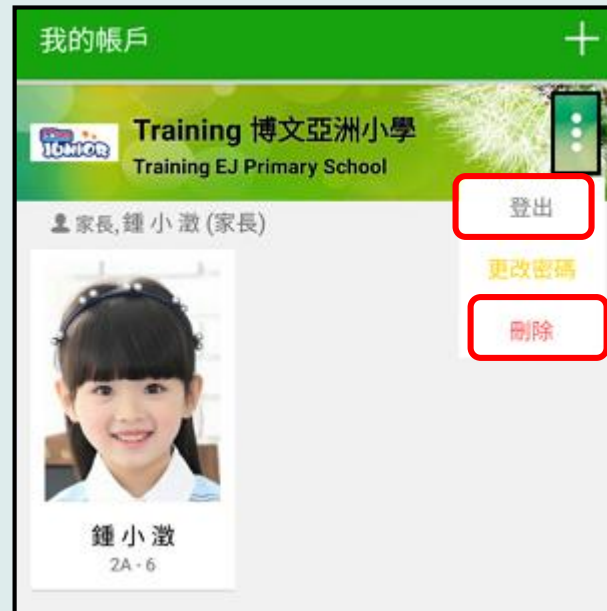 我的帳戶
Training 博文亞洲小學
JUNIOR
Training EJ Primary School
登出
家長,鍾 小 澂 (家長)
更改密碼
刪除
鍾 小 澂
2A - 6